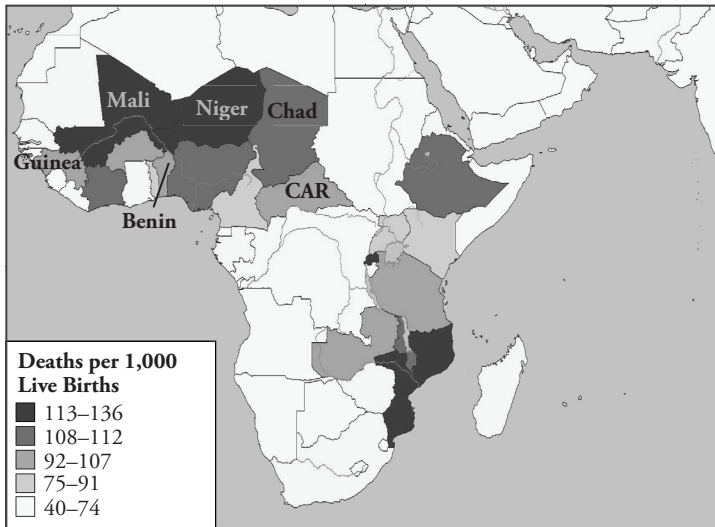 Mali
Niger
Chad
Guinea
CAR
Benin
Deaths per 1,000
Live Births
113–136
108–112
92–107
75–91
40–74